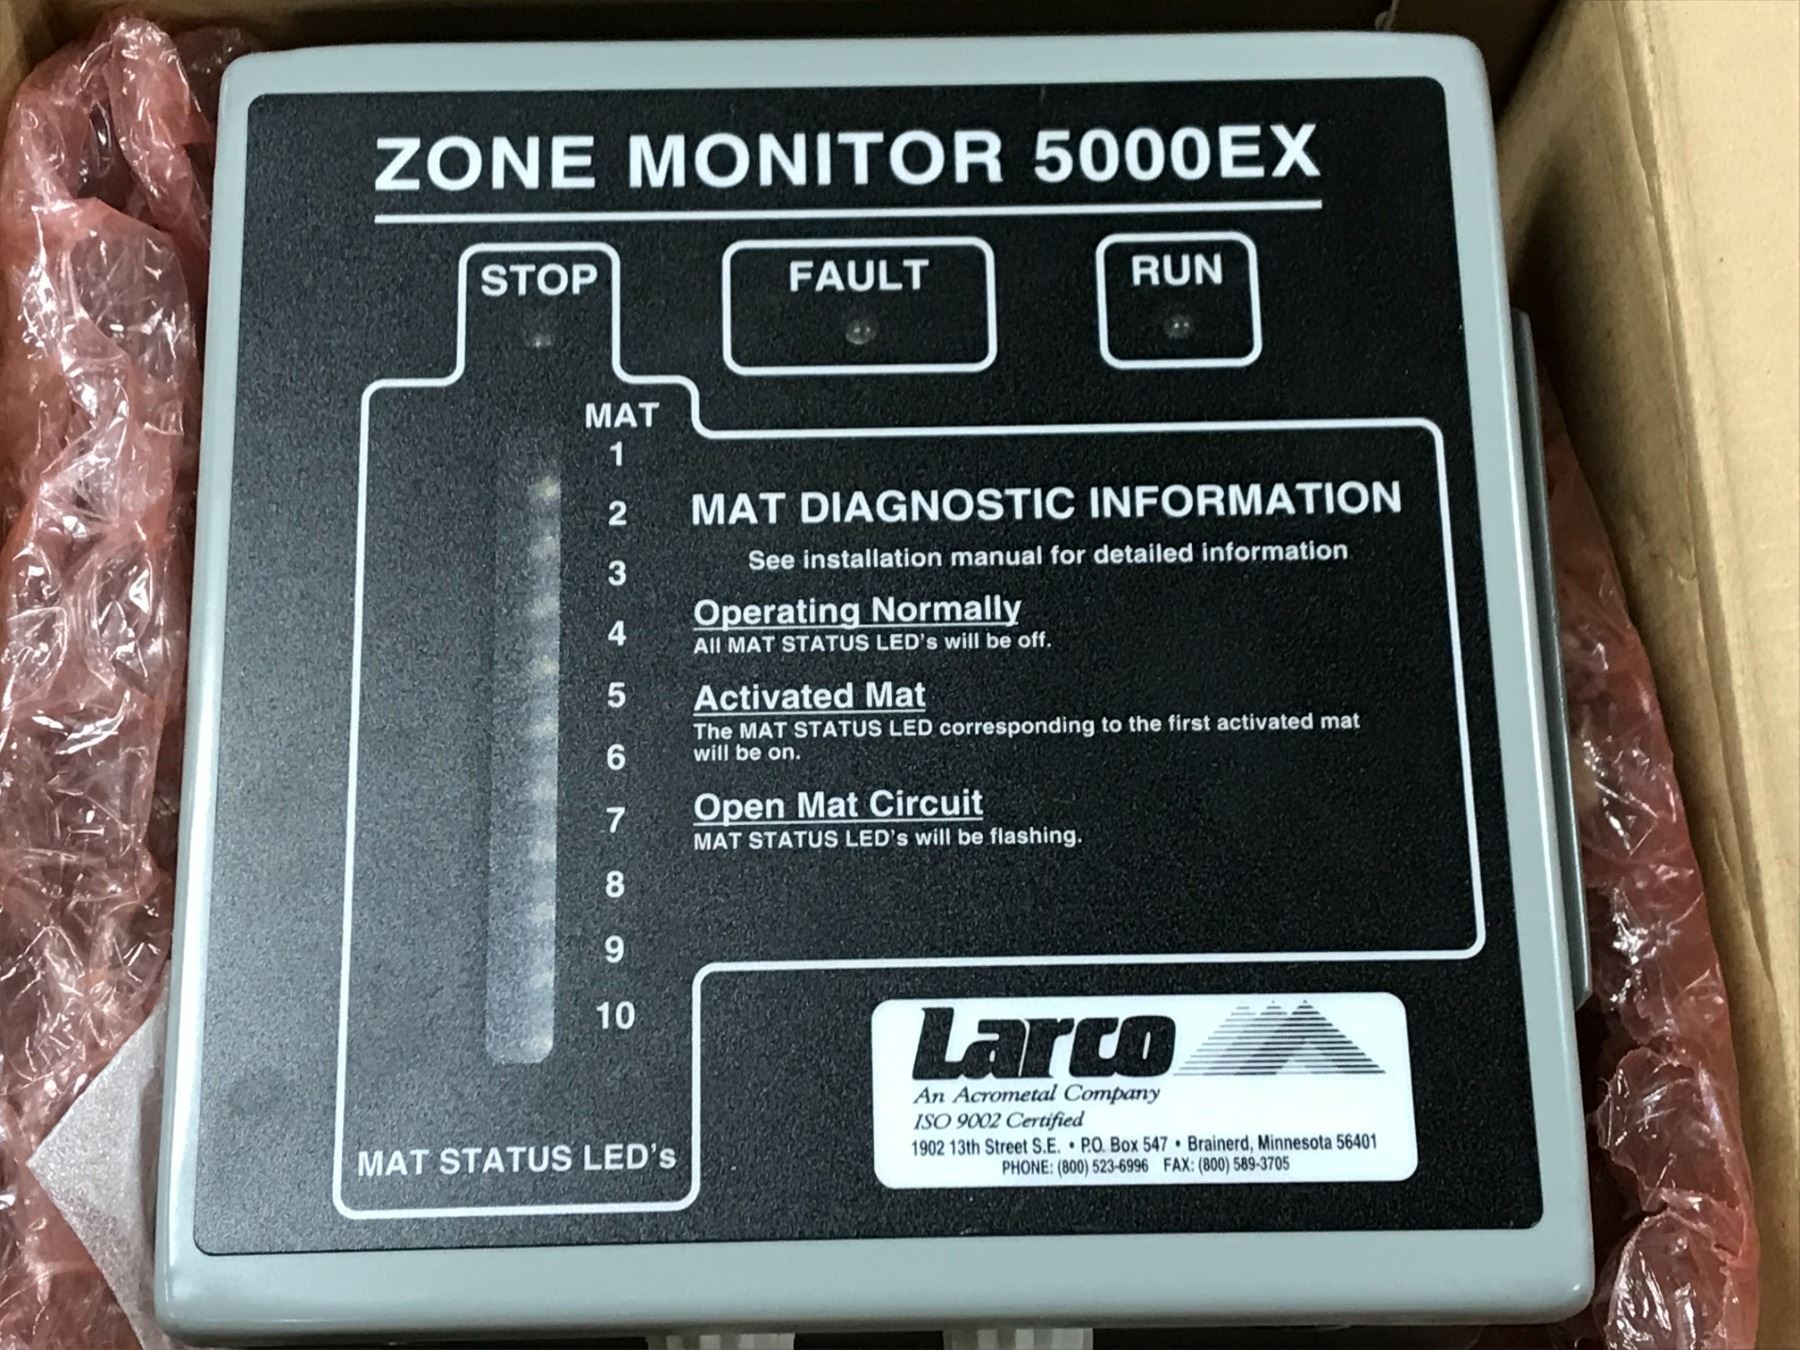 ZONE MONITOR 5000EX
STOP
FAULT
RUN
MAT
1
2
3
4
5
6
7
8
9
10
MAT STATUS LED's
MAT DIAGNOSTIC INFORMATION
See installation manual for detailed information
Operating Normally
All MAT STATUS LED's will be off.
Activated Mat
The MAT STATUS LED corresponding to the first activated mat
will be on.
Open Mat Circuit
MAT STATUS LED's will be flashing.
Larco
An Acrometal Company
ISO 9002 Certified
1902 13th Street S.E. • P.O. Box 547 • Brainerd, Minnesota 56401
PHONE: (800) 523-6996 FAX: (800) 589-3705